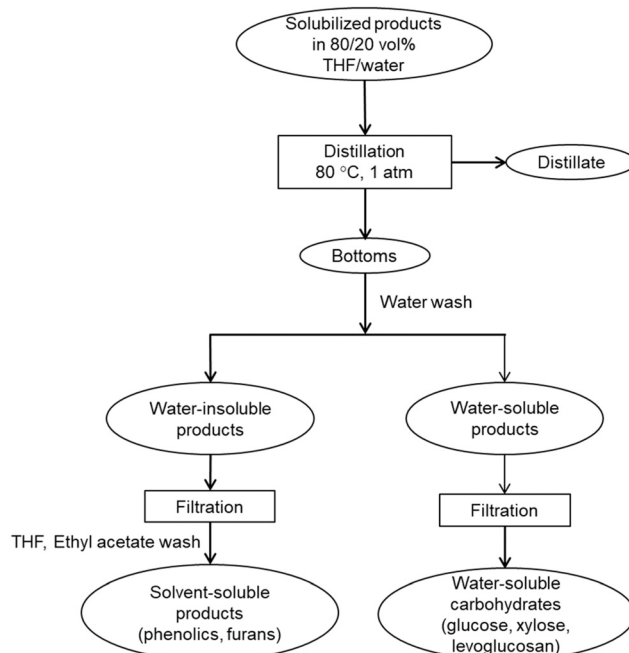 Solubilized products
in 80/20 vol%
THF/water
Distillation
80 °C, 1 atm
Distillate
Bottoms
Water wash
Water-insoluble
products
Water-soluble
products
Filtration
Filtration
THF, Ethyl acetate wash
Solvent-soluble
products
(phenolics, furans)
Water-soluble
carbohydrates
(glucose, xylose,
levoglucosan)